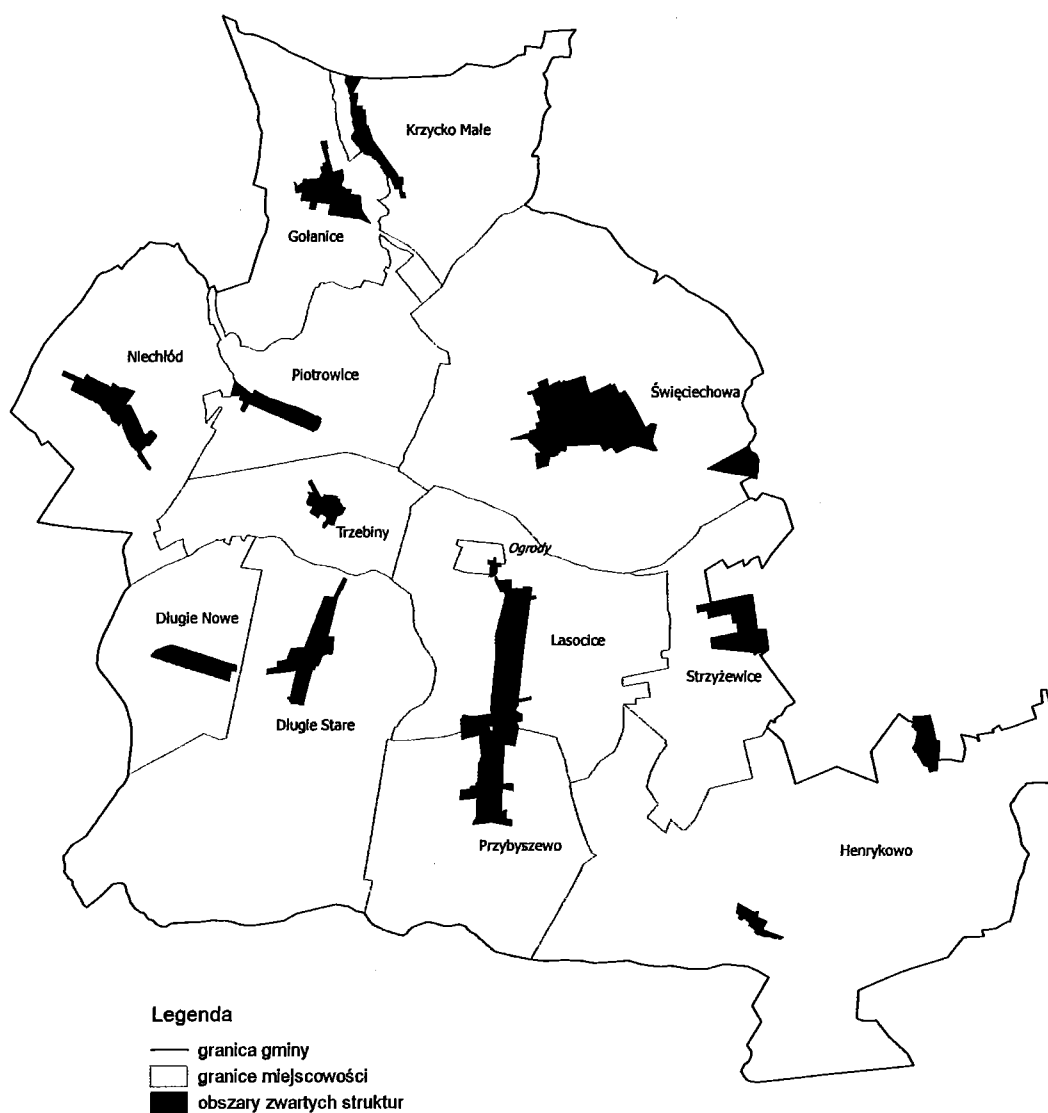 Krzycko Małe
Gołanice
Niechłód
Piotrowice
Święciechowa
Trzebiny
Ogrody
Długie Nowe
Lasocice
Strzyżewice
Długie Stare
Przybyszewo
Henrykowo
Legenda
granica gminy
granice miejscowości
obszary zwartych struktur